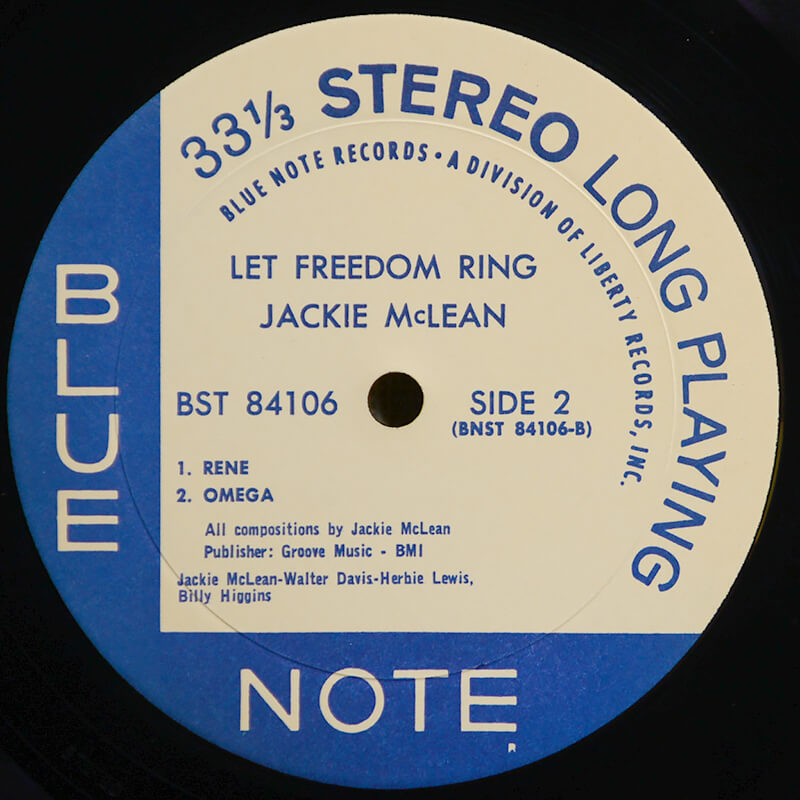 33⅓ STEREO LONG PLAYING
BLUE NOTE RECORDS • A DIVISION OF LIBERTY RECORDS, INC.
LET FREEDOM RING
JACKIE McLEAN
BST 84106
SIDE 2
(BNST 84106-B)
1. RENE
2. OMEGA
All compositions by Jackie McLean
Publisher: Groove Music - BMI
Jackie McLean-Walter Davis-Herbie Lewis,
Billy Higgins
BLUE
NOTE
R